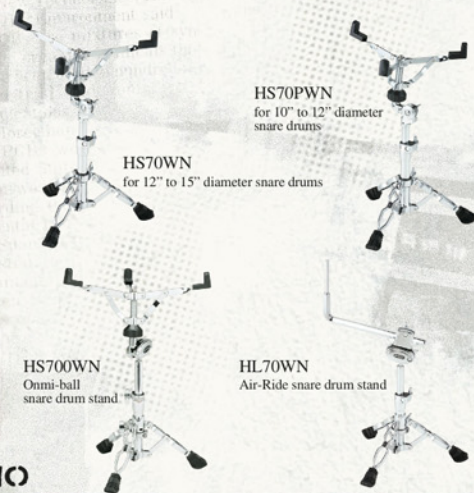 HS70PWN
for 10” to 12” diameter
snare drums
HS70WN
for 12” to 15” diameter snare drums
HS700WN
Onmi-ball
snare drum stand
HL70WN
Air-Ride snare drum stand